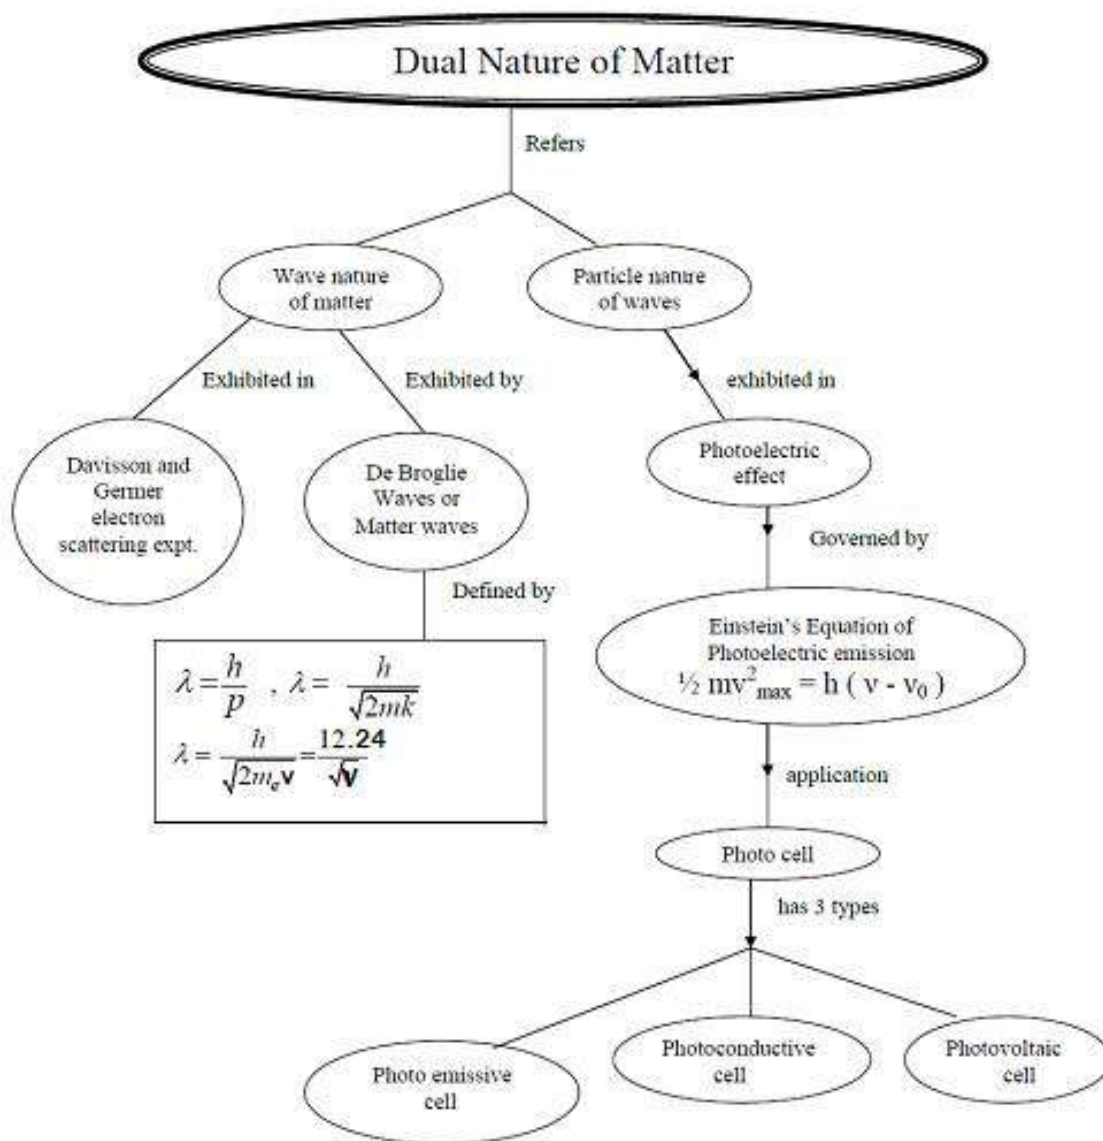 Dual Nature of Matter
Refers
Wave nature
of matter
Particle nature
of waves
Exhibited in
Exhibited by
exhibited in
Davisson and
Germer
electron
scattering expt.
De Broglie
Waves or
Matter waves
Photoelectric
effect
Defined by
Governed by
λ = h/p , λ = h/√2mk
λ = h/√2mₑv = 12.24/√v
Einstein's Equation of
Photoelectric emission
½ mv²max = h ( ν - ν₀ )
application
Photo cell
has 3 types
Photo emissive
cell
Photoconductive
cell
Photovoltaic
cell